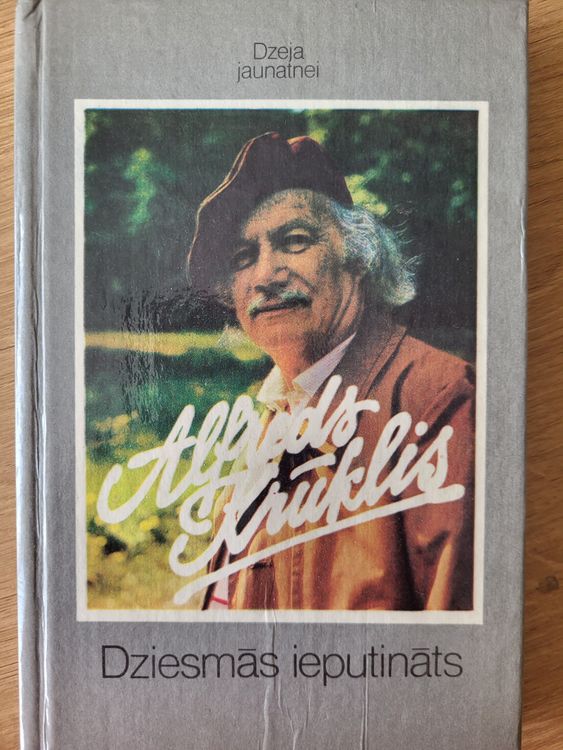 Dzeja
jaunatnei
Alfreds
Krūklis
Dziesmās ieputināts